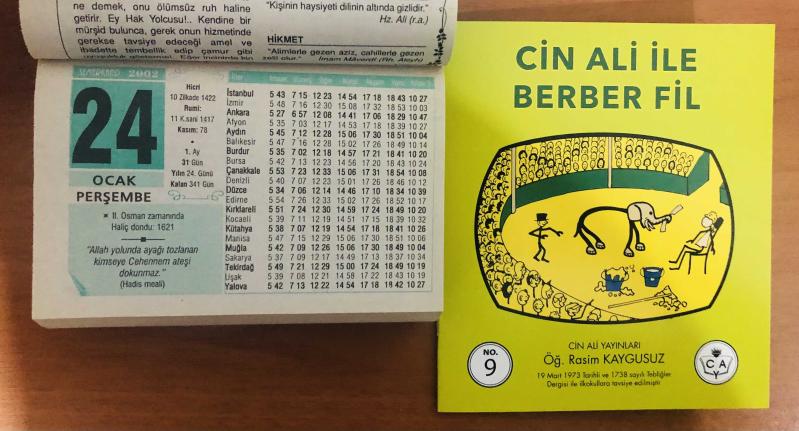 ne demek, onu ölümsüz ruh haline
getirir. Ey Hak Yolcusu!.. Kendine bir
mürşid bulunca, gerek onun hizmetinde
gerekse tavsiye edeceği amel ve
ibadette tembellik edip çamur gibi
"Kişinin haysiyeti dilinin altında gizlidir."
Hz. Ali (r.a.)
HİKMET
"Alimlerle gezen aziz, cahillerle gezen
zelil olur."
2002
24
OCAK
PERŞEMBE
Hicri
10 Zilkade 1422
Rumi:
11 K.sani 1417
Kasım: 78
1. Ay
31 Gün
Yılın 24. Günü
Kalan 341 Gün
II. Osman zamanında
Haliç dondu: 1621
"Allah yolunda ayağı tozlanan
kimseye Cehennem ateşi
dokunmaz."
(Hadis meali)
İstanbul 5 43 7 15 12 23 14 54 17 18 18 43 10 27
İzmir 5 48 7 16 12 30 15 08 17 32 18 53 10 03
Ankara 5 27 6 57 12 08 14 41 17 06 18 29 10 47
Afyon 5 35 7 03 12 17 14 53 17 18 18 39 10 27
Aydın 5 45 7 12 12 28 15 06 17 30 18 51 10 04
Balıkesir 5 47 7 16 12 28 15 02 17 26 18 49 10 14
Burdur 5 35 7 02 12 18 14 57 17 21 18 41 10 20
Bursa 5 42 7 13 12 23 14 56 17 20 18 43 10 24
Çanakkale 5 53 7 23 12 33 15 06 17 31 18 54 10 08
Denizli 5 40 7 07 12 23 15 01 17 26 18 46 10 12
Düzce 5 34 7 06 12 14 14 46 17 10 18 34 10 39
Edirne 5 54 7 26 12 33 15 02 17 26 18 52 10 17
Kırklareli 5 51 7 24 12 30 14 59 17 24 18 49 10 20
Kocaeli 5 39 7 11 12 19 14 51 17 15 18 39 10 32
Kütahya 5 38 7 07 12 19 14 54 17 18 18 41 10 26
Manisa 5 47 7 15 12 29 15 06 17 30 18 51 10 06
Muğla 5 42 7 09 12 26 15 06 17 30 18 49 10 04
Sakarya 5 37 7 09 12 17 14 49 17 13 18 37 10 34
Tekirdağ 5 49 7 21 12 29 15 00 17 24 18 49 10 19
Uşak 5 39 7 08 12 21 14 58 17 22 18 43 10 19
Yalova 5 42 7 13 12 22 14 54 17 18 18 42 10 27
CİN ALİ İLE
BERBER FİL
NO.
9
CİN ALİ YAYINLARI
Öğ. Rasim KAYGUSUZ
19 Mart 1973 Tarihli ve 1738 sayılı Tebliğler
Dergisi ile ilkokullara tavsiye edilmiştir
C A
Y